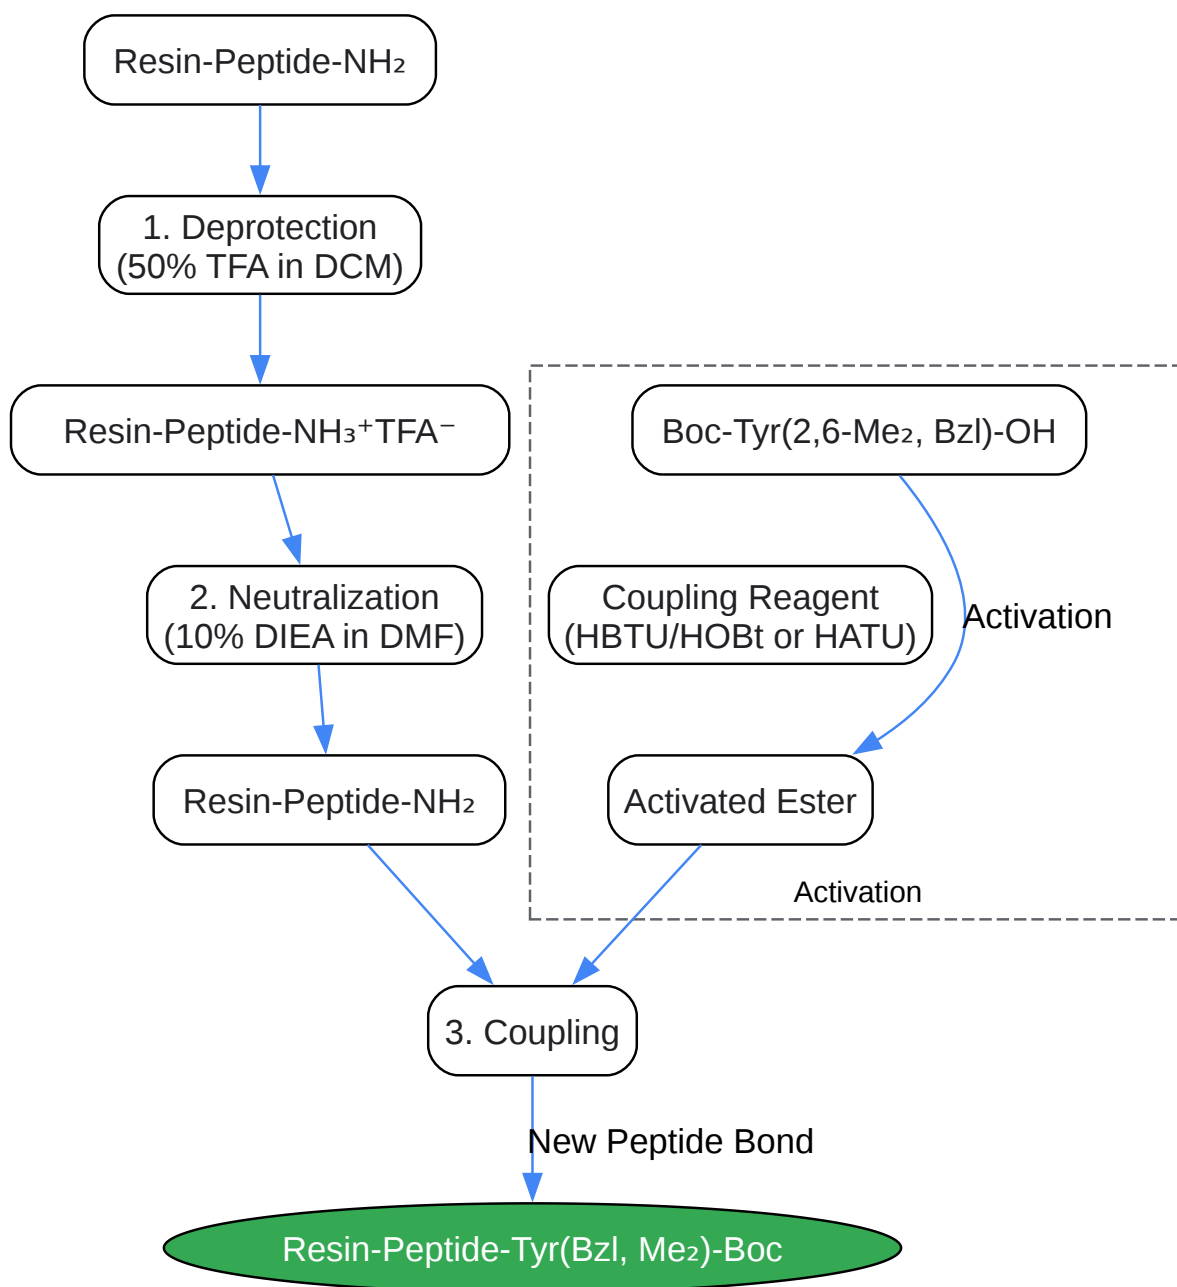 Resin-Peptide-NH₂
1. Deprotection
(50% TFA in DCM)
Resin-Peptide-NH₃⁺TFA⁻
Boc-Tyr(2,6-Me₂, Bzl)-OH
2. Neutralization
(10% DIEA in DMF)
Coupling Reagent
(HBTU/HOBt or HATU)
Activation
Resin-Peptide-NH₂
Activated Ester
Activation
3. Coupling
New Peptide Bond
Resin-Peptide-Tyr(Bzl, Me₂)-Boc